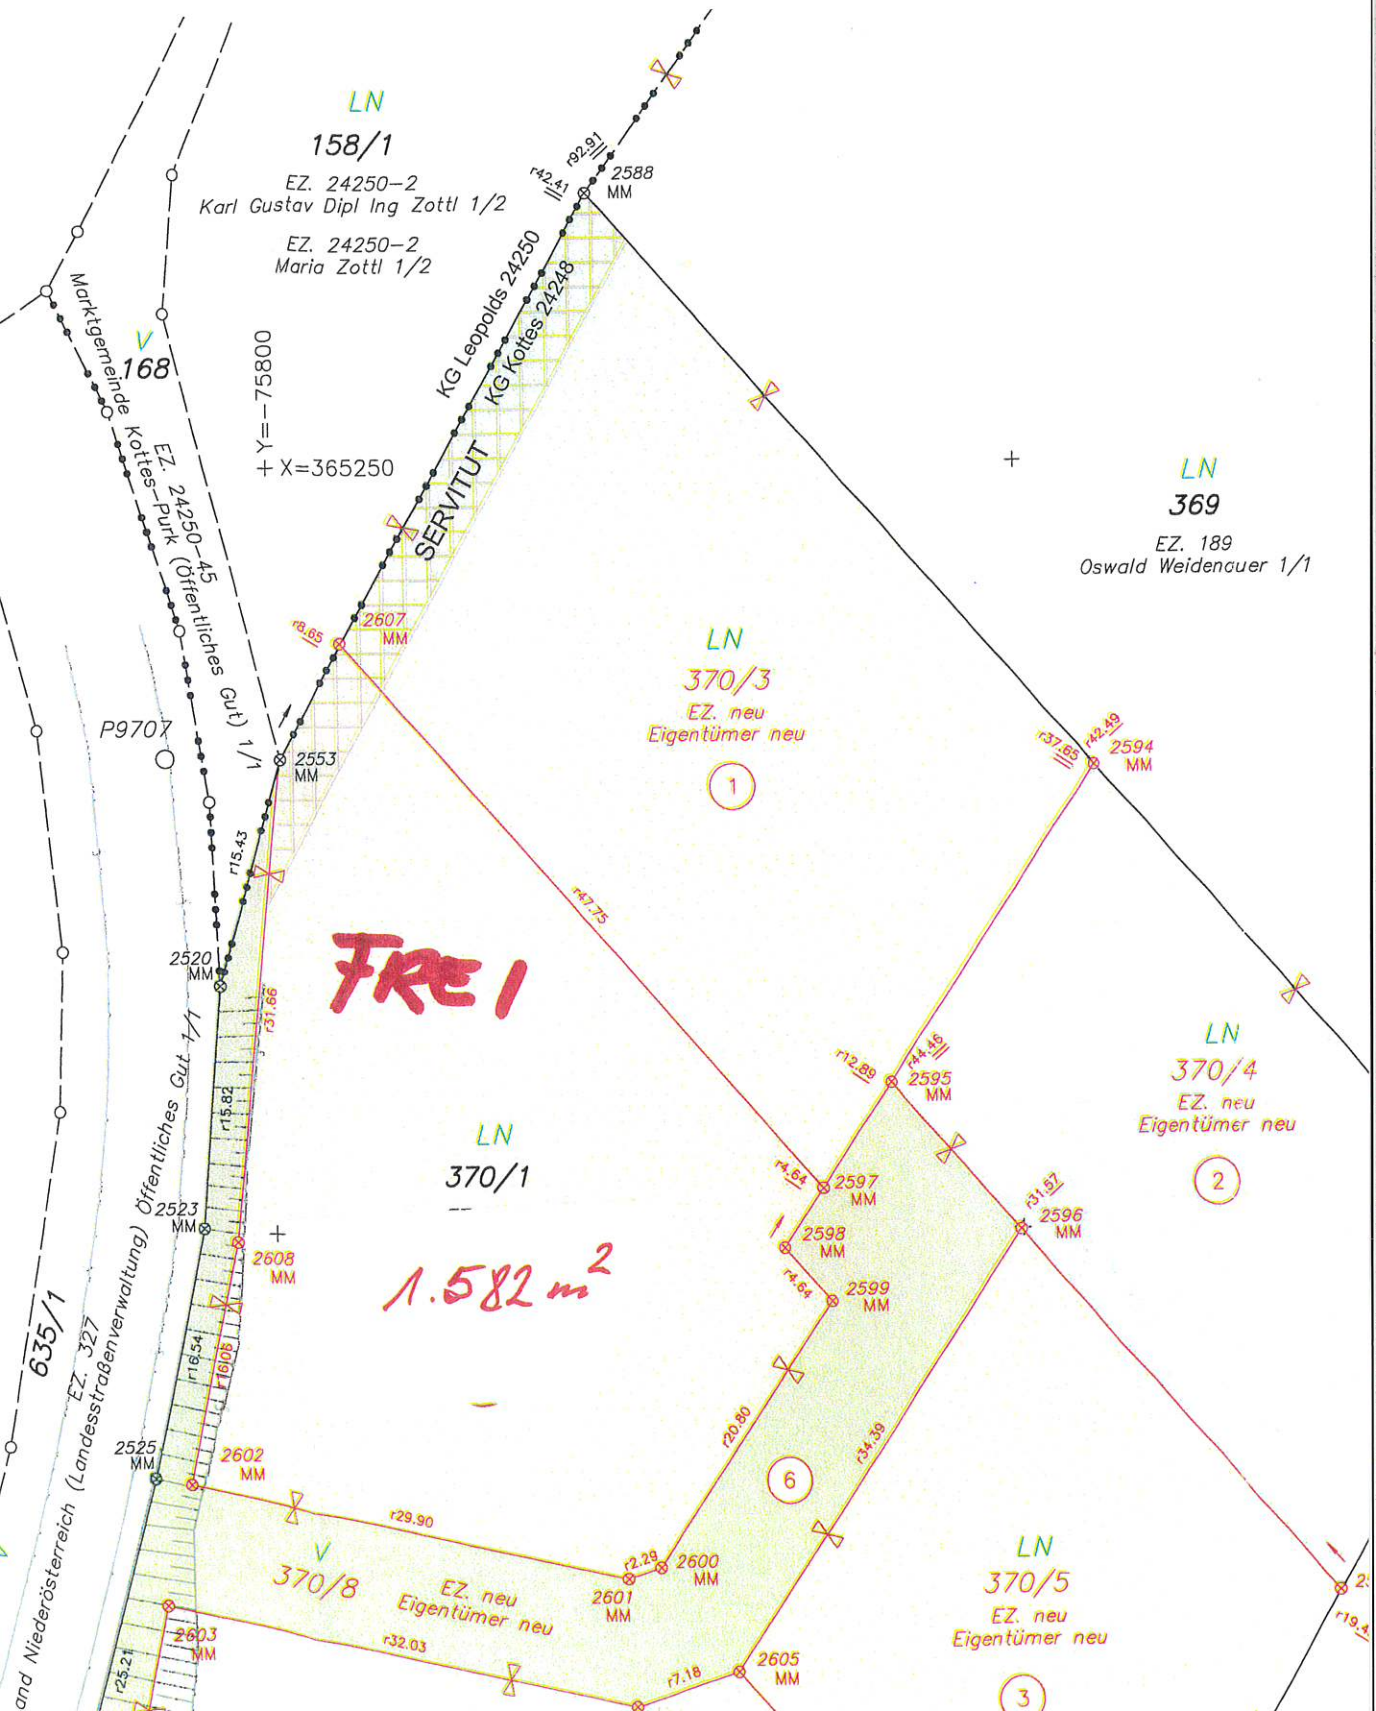 LN
158/1
EZ. 24250-2
Karl Gustav Dipl Ing Zottl 1/2
EZ. 24250-2
Maria Zottl 1/2
r92.91
r42.41
2588
MM
KG Leopolds 24250
KG Kottes 24248
SERVITUT
V
168
Marktgemeinde Kottes-Purk (Öffentliches Gut) 1/1
EZ. 24250-45
Y=-75800
X=365250
LN
369
EZ. 189
Oswald Weidenauer 1/1
r8.65
2607
MM
LN
370/3
EZ. neu
Eigentümer neu
1
P9707
2553
MM
r42.49
r37.65
2594
MM
r15.43
r47.75
2520
MM
FREI
r31.66
r15.82
LN
370/4
EZ. neu
Eigentümer neu
2
r12.89
r44.46
2595
MM
LN
370/1
--
r4.64
2597
MM
r31.57
2596
MM
2523
MM
2608
MM
2598
MM
1.582 m²
r4.64
2599
MM
635/1
EZ. 327
and Niederösterreich (Landesstraßenverwaltung) Öffentliches Gut 1/1
r16.54
r16.06
r20.80
r34.39
2525
MM
2602
MM
6
r29.90
V
370/8
EZ. neu
Eigentümer neu
r2.29
2600
MM
2601
MM
LN
370/5
EZ. neu
Eigentümer neu
3
r19.4
2603
MM
r32.03
r25.21
r7.18
2605
MM